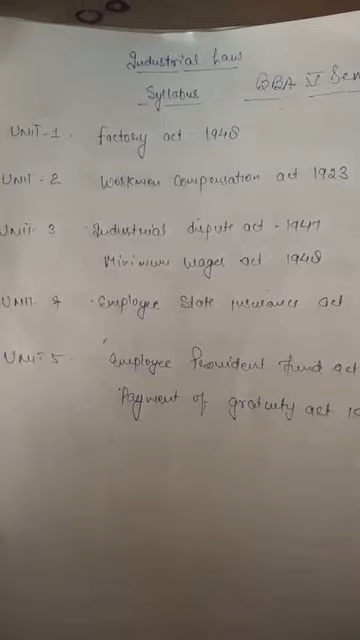 Industrial Law
BBA V Sem
Syllabus
UNIT-1. Factory act - 1948
UNIT - 2 Workmen Compensation act 1923
UNIT 3 Industrial dispute act - 1947
Minimum wages act 1948
UNIT 4 Employee State Insurance act
UNIT 5. Employee Provident Fund act
Payment of gratuity act